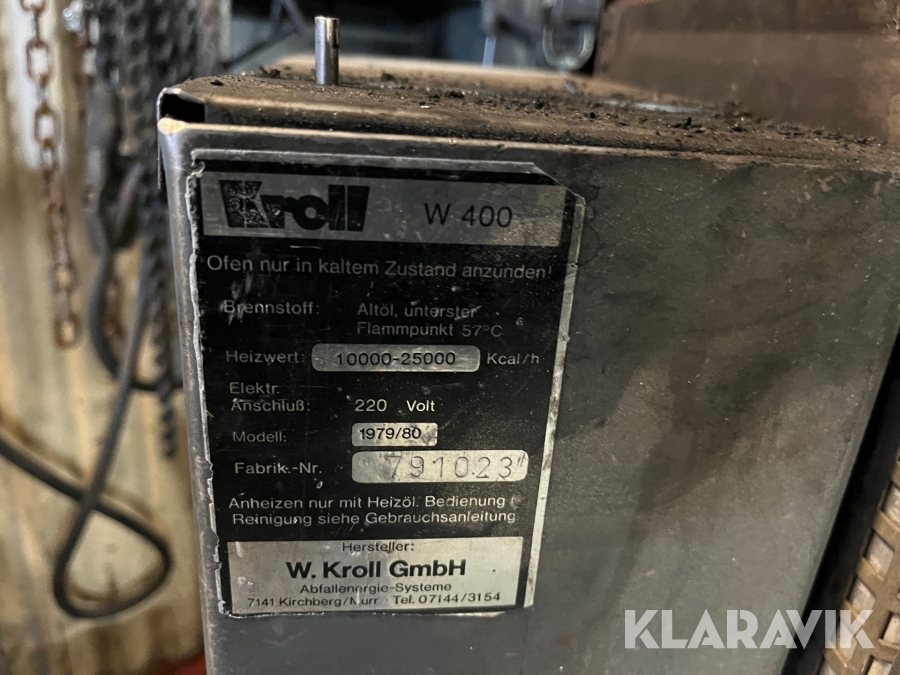 Kroll W 400
Ofen nur in kaltem Zustand anzünden!
Brennstoff: Altöl, unterster
Flammpunkt 57°C
Heizwert: 10000-25000 Kcal/h
Elektr.
Anschluß: 220 Volt
Modell: 1979/80
Fabrik.-Nr. 791023
Anheizen nur mit Heizöl. Bedienung
Reinigung siehe Gebrauchsanleitung
Hersteller:
W. Kroll GmbH
Abfallenergie-Systeme
7141 Kirchberg/Murr Tel. 07144/3154
KLARAVIK